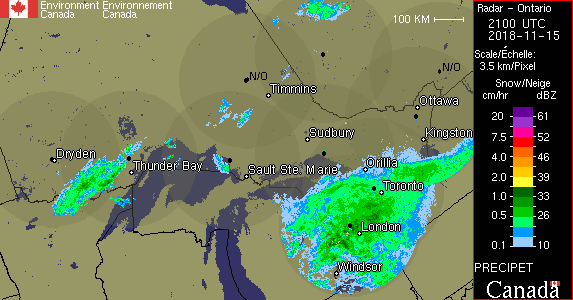 Environment Environnement
Canada Canada
100 KM
N/O
N/O
Timmins
Ottawa
Sudbury
Kingston
Dryden
Thunder Bay
Sault Ste. Marie
Orillia
Toronto
London
Windsor
Radar - Ontario
2100 UTC
2018-11-15
Scale/Échelle:
3.5 km/Pixel
Snow/Neige
cm/hr dBZ
20 61
7.5 52
4.0 46
2.0 39
1.0 33
0.5 26
0.1 10
PRECIPET
Canada